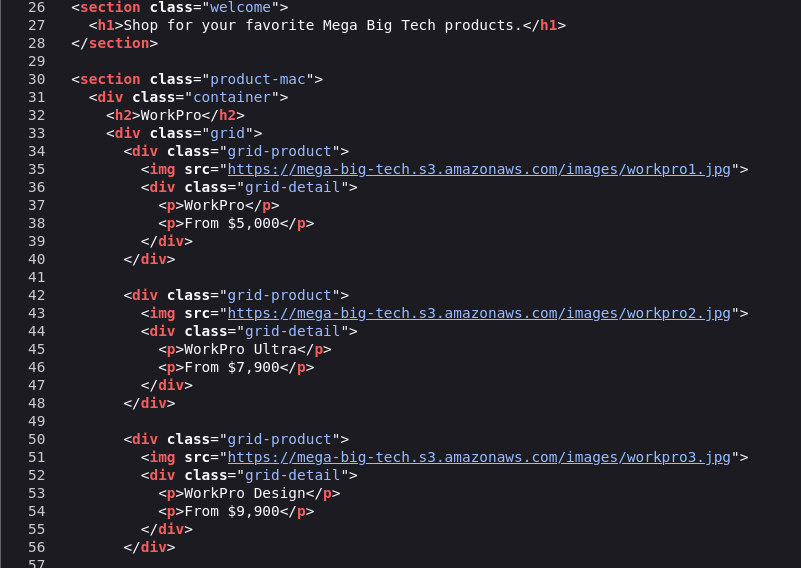 26 <section class="welcome">
27 <h1>Shop for your favorite Mega Big Tech products.</h1>
28 </section>
29
30 <section class="product-mac">
31 <div class="container">
32 <h2>WorkPro</h2>
33 <div class="grid">
34 <div class="grid-product">
35 <img src="https://mega-big-tech.s3.amazonaws.com/images/workpro1.jpg">
36 <div class="grid-detail">
37 <p>WorkPro</p>
38 <p>From $5,000</p>
39 </div>
40 </div>
41
42 <div class="grid-product">
43 <img src="https://mega-big-tech.s3.amazonaws.com/images/workpro2.jpg">
44 <div class="grid-detail">
45 <p>WorkPro Ultra</p>
46 <p>From $7,900</p>
47 </div>
48 </div>
49
50 <div class="grid-product">
51 <img src="https://mega-big-tech.s3.amazonaws.com/images/workpro3.jpg">
52 <div class="grid-detail">
53 <p>WorkPro Design</p>
54 <p>From $9,900</p>
55 </div>
56 </div>
57